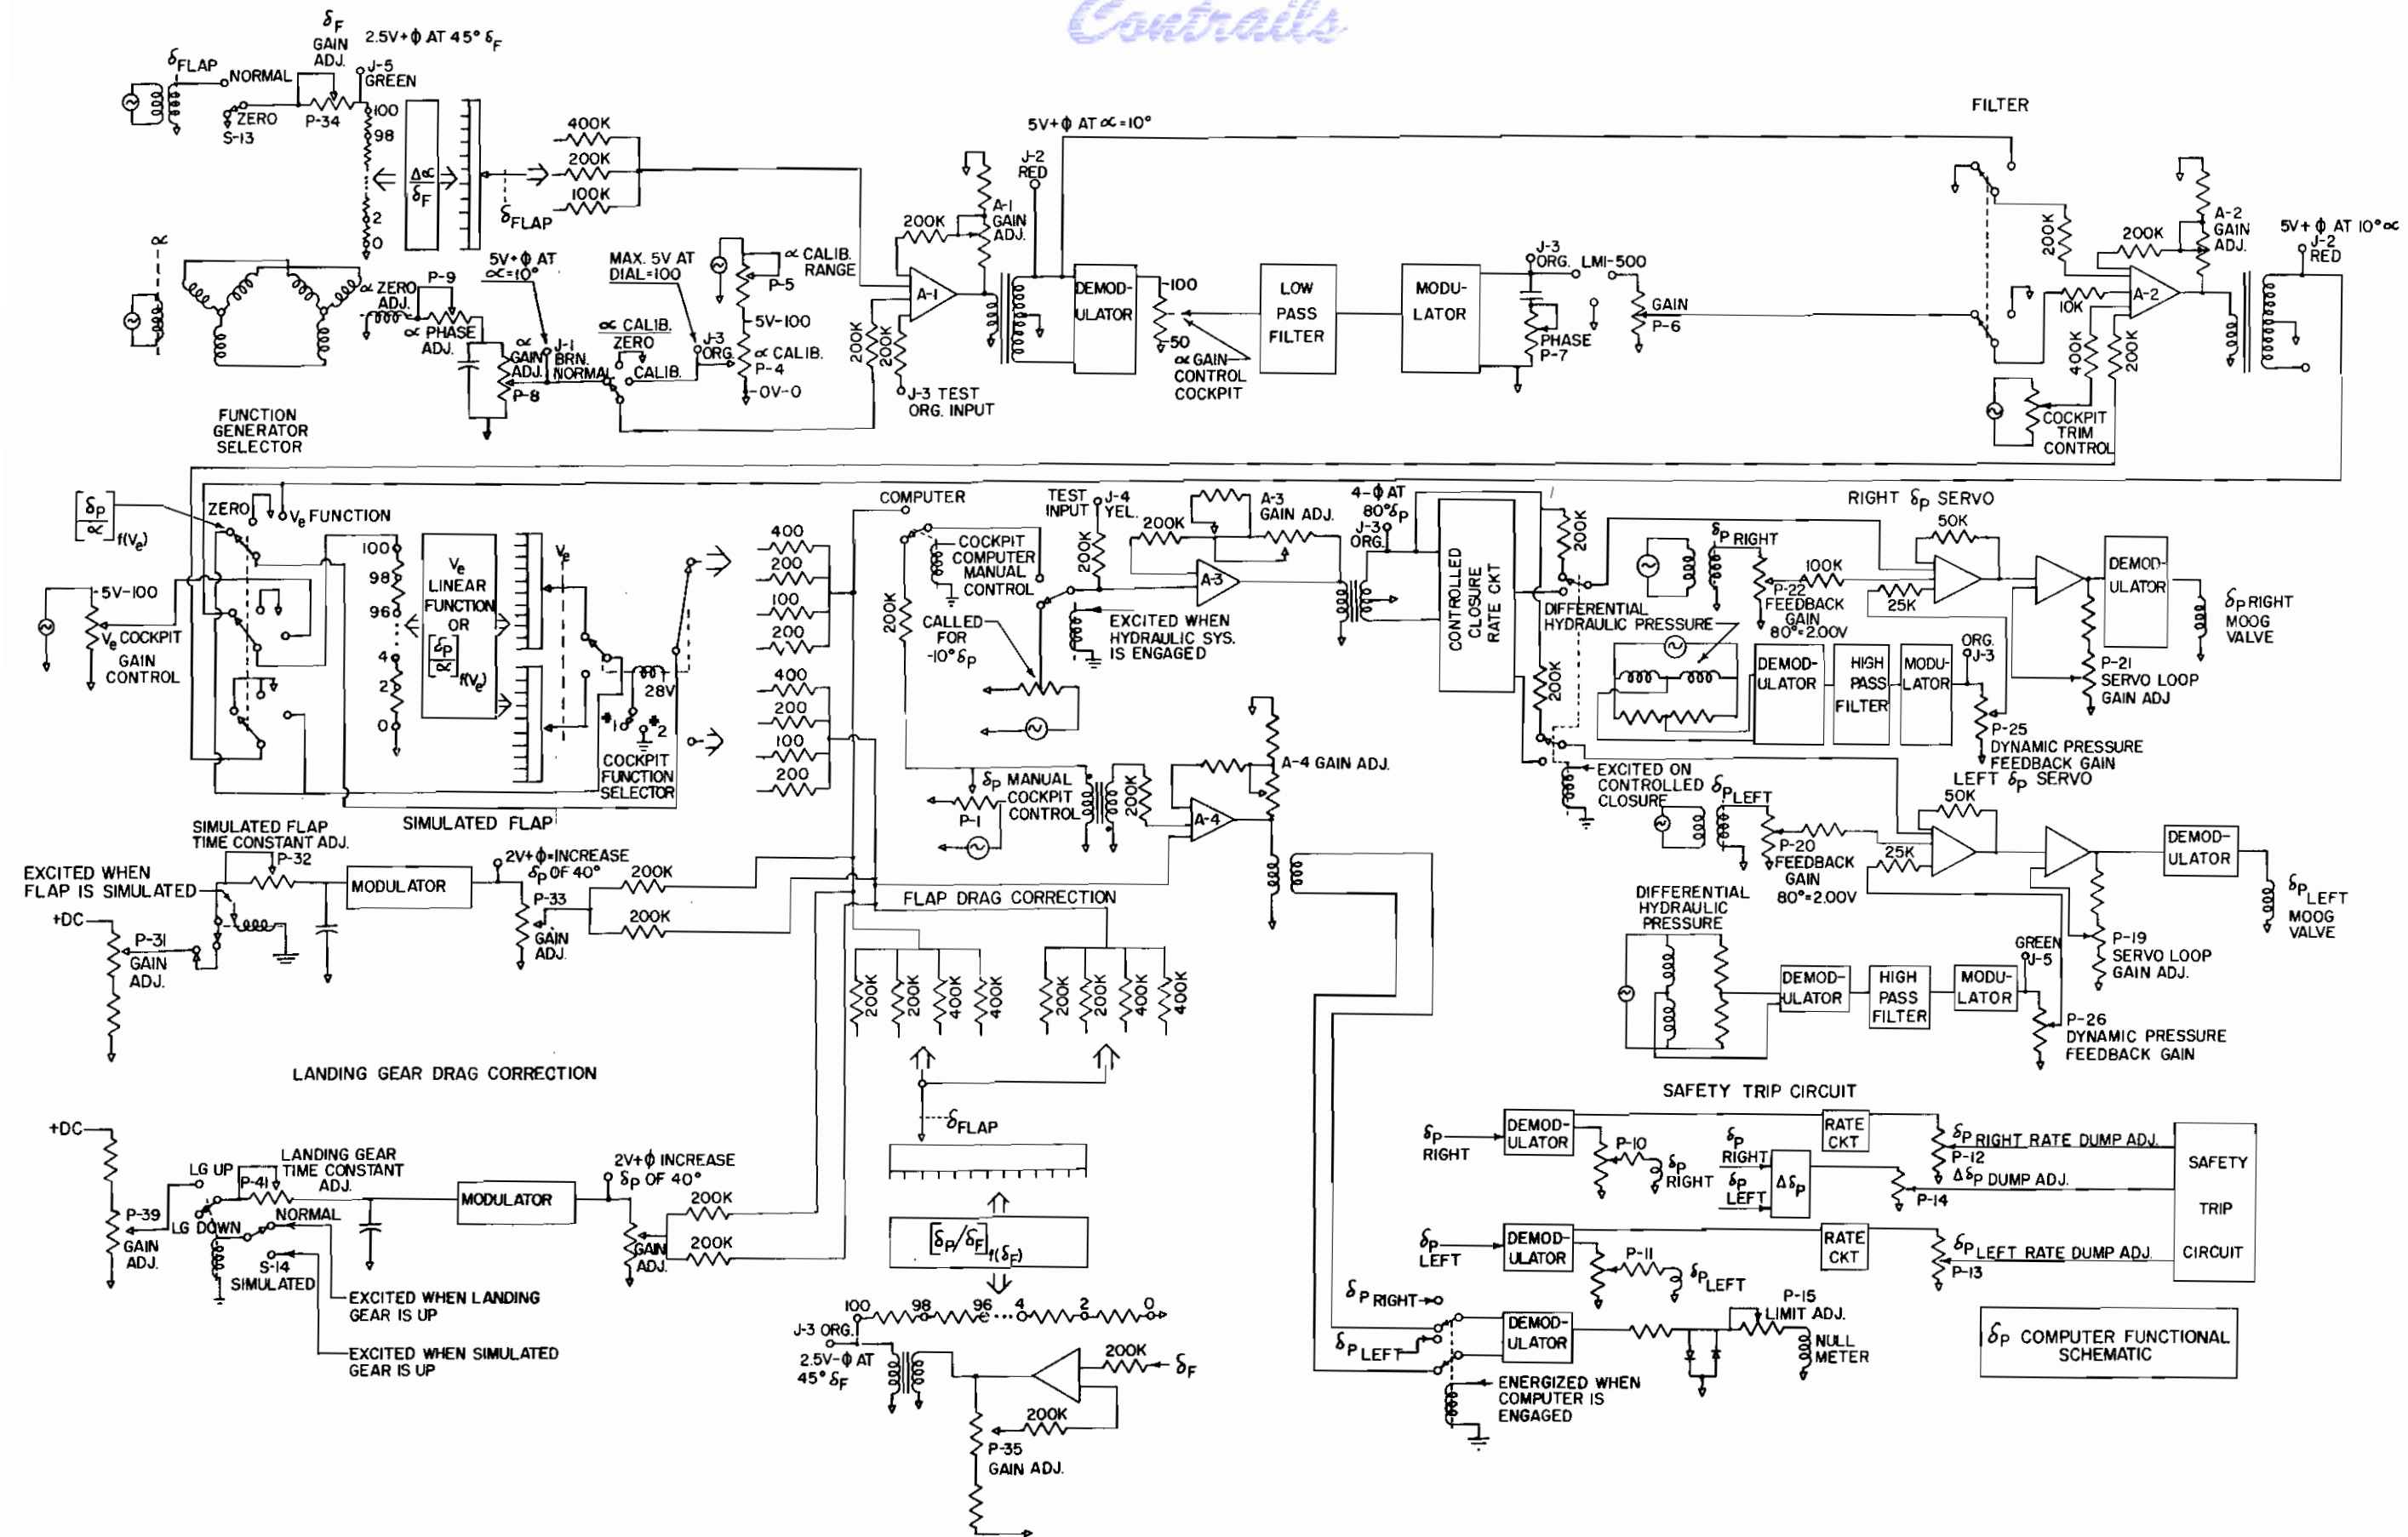 Contrails
δF
GAIN
ADJ.
2.5V+Φ AT 45° δF
δFLAP
NORMAL
J-5
GREEN
ZERO
S-13
P-34
100
98
2
0
Δ∝
δF
δFLAP
400K
200K
100K
5V+Φ AT ∝=10°
J-2
RED
FILTER
∝
∝ ZERO
ADJ.
P-9
∝ PHASE
ADJ.
5V+Φ AT
∝=10°
MAX. 5V AT
DIAL=100
∝ CALIB.
RANGE
P-5
5V-100
∝
GAIN
ADJ.
P-8
J-1
BRN.
NORMAL
∝ CALIB.
ZERO
CALIB.
J-3
ORG.
∝ CALIB.
P-4
0V-0
200K
A-1
GAIN
ADJ.
A-1
200K
200K
J-3 TEST
ORG. INPUT
DEMOD-
ULATOR
100
50
∝ GAIN
CONTROL
COCKPIT
LOW
PASS
FILTER
MODU-
LATOR
J-3
ORG.
LMI-500
PHASE
P-7
GAIN
P-6
200K
200K
A-2
GAIN
ADJ.
5V+Φ AT 10°∝
J-2
RED
10K
A-2
400K
200K
COCKPIT
TRIM
CONTROL
FUNCTION
GENERATOR
SELECTOR
[δP/∝] f(Ve)
ZERO
Ve FUNCTION
5V-100
Ve COCKPIT
GAIN
CONTROL
100
98
96
4
2
0
Ve
LINEAR
FUNCTION
OR
[δP/∝] f(Ve)
Ve
28V
*1
*2
COCKPIT
FUNCTION
SELECTOR
400
200
100
200
400
200
100
200
COMPUTER
COCKPIT
COMPUTER
MANUAL
CONTROL
200K
TEST
INPUT
J-4
YEL.
200K
200K
A-3
GAIN ADJ.
A-3
CALLED
FOR
-10° δP
EXCITED WHEN
HYDRAULIC SYS.
IS ENGAGED
4-Φ AT
80° δP
J-3
ORG.
CONTROLLED
CLOSURE
RATE CKT
200K
200K
RIGHT δP SERVO
δP RIGHT
P-22
FEEDBACK
GAIN
80°=2.00V
100K
25K
50K
DEMOD-
ULATOR
δP RIGHT
MOOG
VALVE
DIFFERENTIAL
HYDRAULIC PRESSURE
DEMOD-
ULATOR
HIGH
PASS
FILTER
MODU-
LATOR
ORG.
J-3
P-21
SERVO LOOP
GAIN ADJ
P-25
DYNAMIC PRESSURE
FEEDBACK GAIN
δP MANUAL
COCKPIT
CONTROL
P-1
200K
A-4
A-4 GAIN ADJ.
EXCITED ON
CONTROLLED
CLOSURE
LEFT δP SERVO
δP LEFT
P-20
FEEDBACK
GAIN
80°=2.00V
25K
50K
DEMOD-
ULATOR
δP LEFT
MOOG
VALVE
DIFFERENTIAL
HYDRAULIC
PRESSURE
DEMOD-
ULATOR
HIGH
PASS
FILTER
MODU-
LATOR
GREEN
J-5
P-19
SERVO LOOP
GAIN ADJ.
P-26
DYNAMIC PRESSURE
FEEDBACK GAIN
SIMULATED FLAP
SIMULATED FLAP
TIME CONSTANT ADJ.
P-32
EXCITED WHEN
FLAP IS SIMULATED
+DC
P-31
GAIN
ADJ.
MODULATOR
2V+Φ=INCREASE
δP OF 40°
P-33
GAIN
ADJ.
200K
200K
FLAP DRAG CORRECTION
200K
200K
400K
400K
200K
200K
400K
400K
δFLAP
[δP/δF] f(δF)
100
98
96
4
2
0
J-3 ORG.
2.5V-Φ AT
45° δF
200K
δF
200K
P-35
GAIN ADJ.
LANDING GEAR DRAG CORRECTION
+DC
LG UP
P-41
LANDING GEAR
TIME CONSTANT
ADJ.
P-39
GAIN
ADJ.
LG DOWN
NORMAL
S-14
SIMULATED
EXCITED WHEN LANDING
GEAR IS UP
EXCITED WHEN SIMULATED
GEAR IS UP
MODULATOR
2V+Φ INCREASE
δP OF 40°
GAIN
ADJ.
200K
200K
SAFETY TRIP CIRCUIT
δP
RIGHT
DEMOD-
ULATOR
P-10
δP
RIGHT
δP
RIGHT
δP
LEFT
ΔδP
RATE
CKT
δP RIGHT RATE DUMP ADJ.
P-12
ΔδP DUMP ADJ.
P-14
δP
LEFT
DEMOD-
ULATOR
P-11
δP LEFT
RATE
CKT
δP LEFT RATE DUMP ADJ.
P-13
SAFETY
TRIP
CIRCUIT
δP RIGHT
δP LEFT
DEMOD-
ULATOR
P-15
LIMIT ADJ.
NULL
METER
ENERGIZED WHEN
COMPUTER IS
ENGAGED
δP COMPUTER FUNCTIONAL
SCHEMATIC